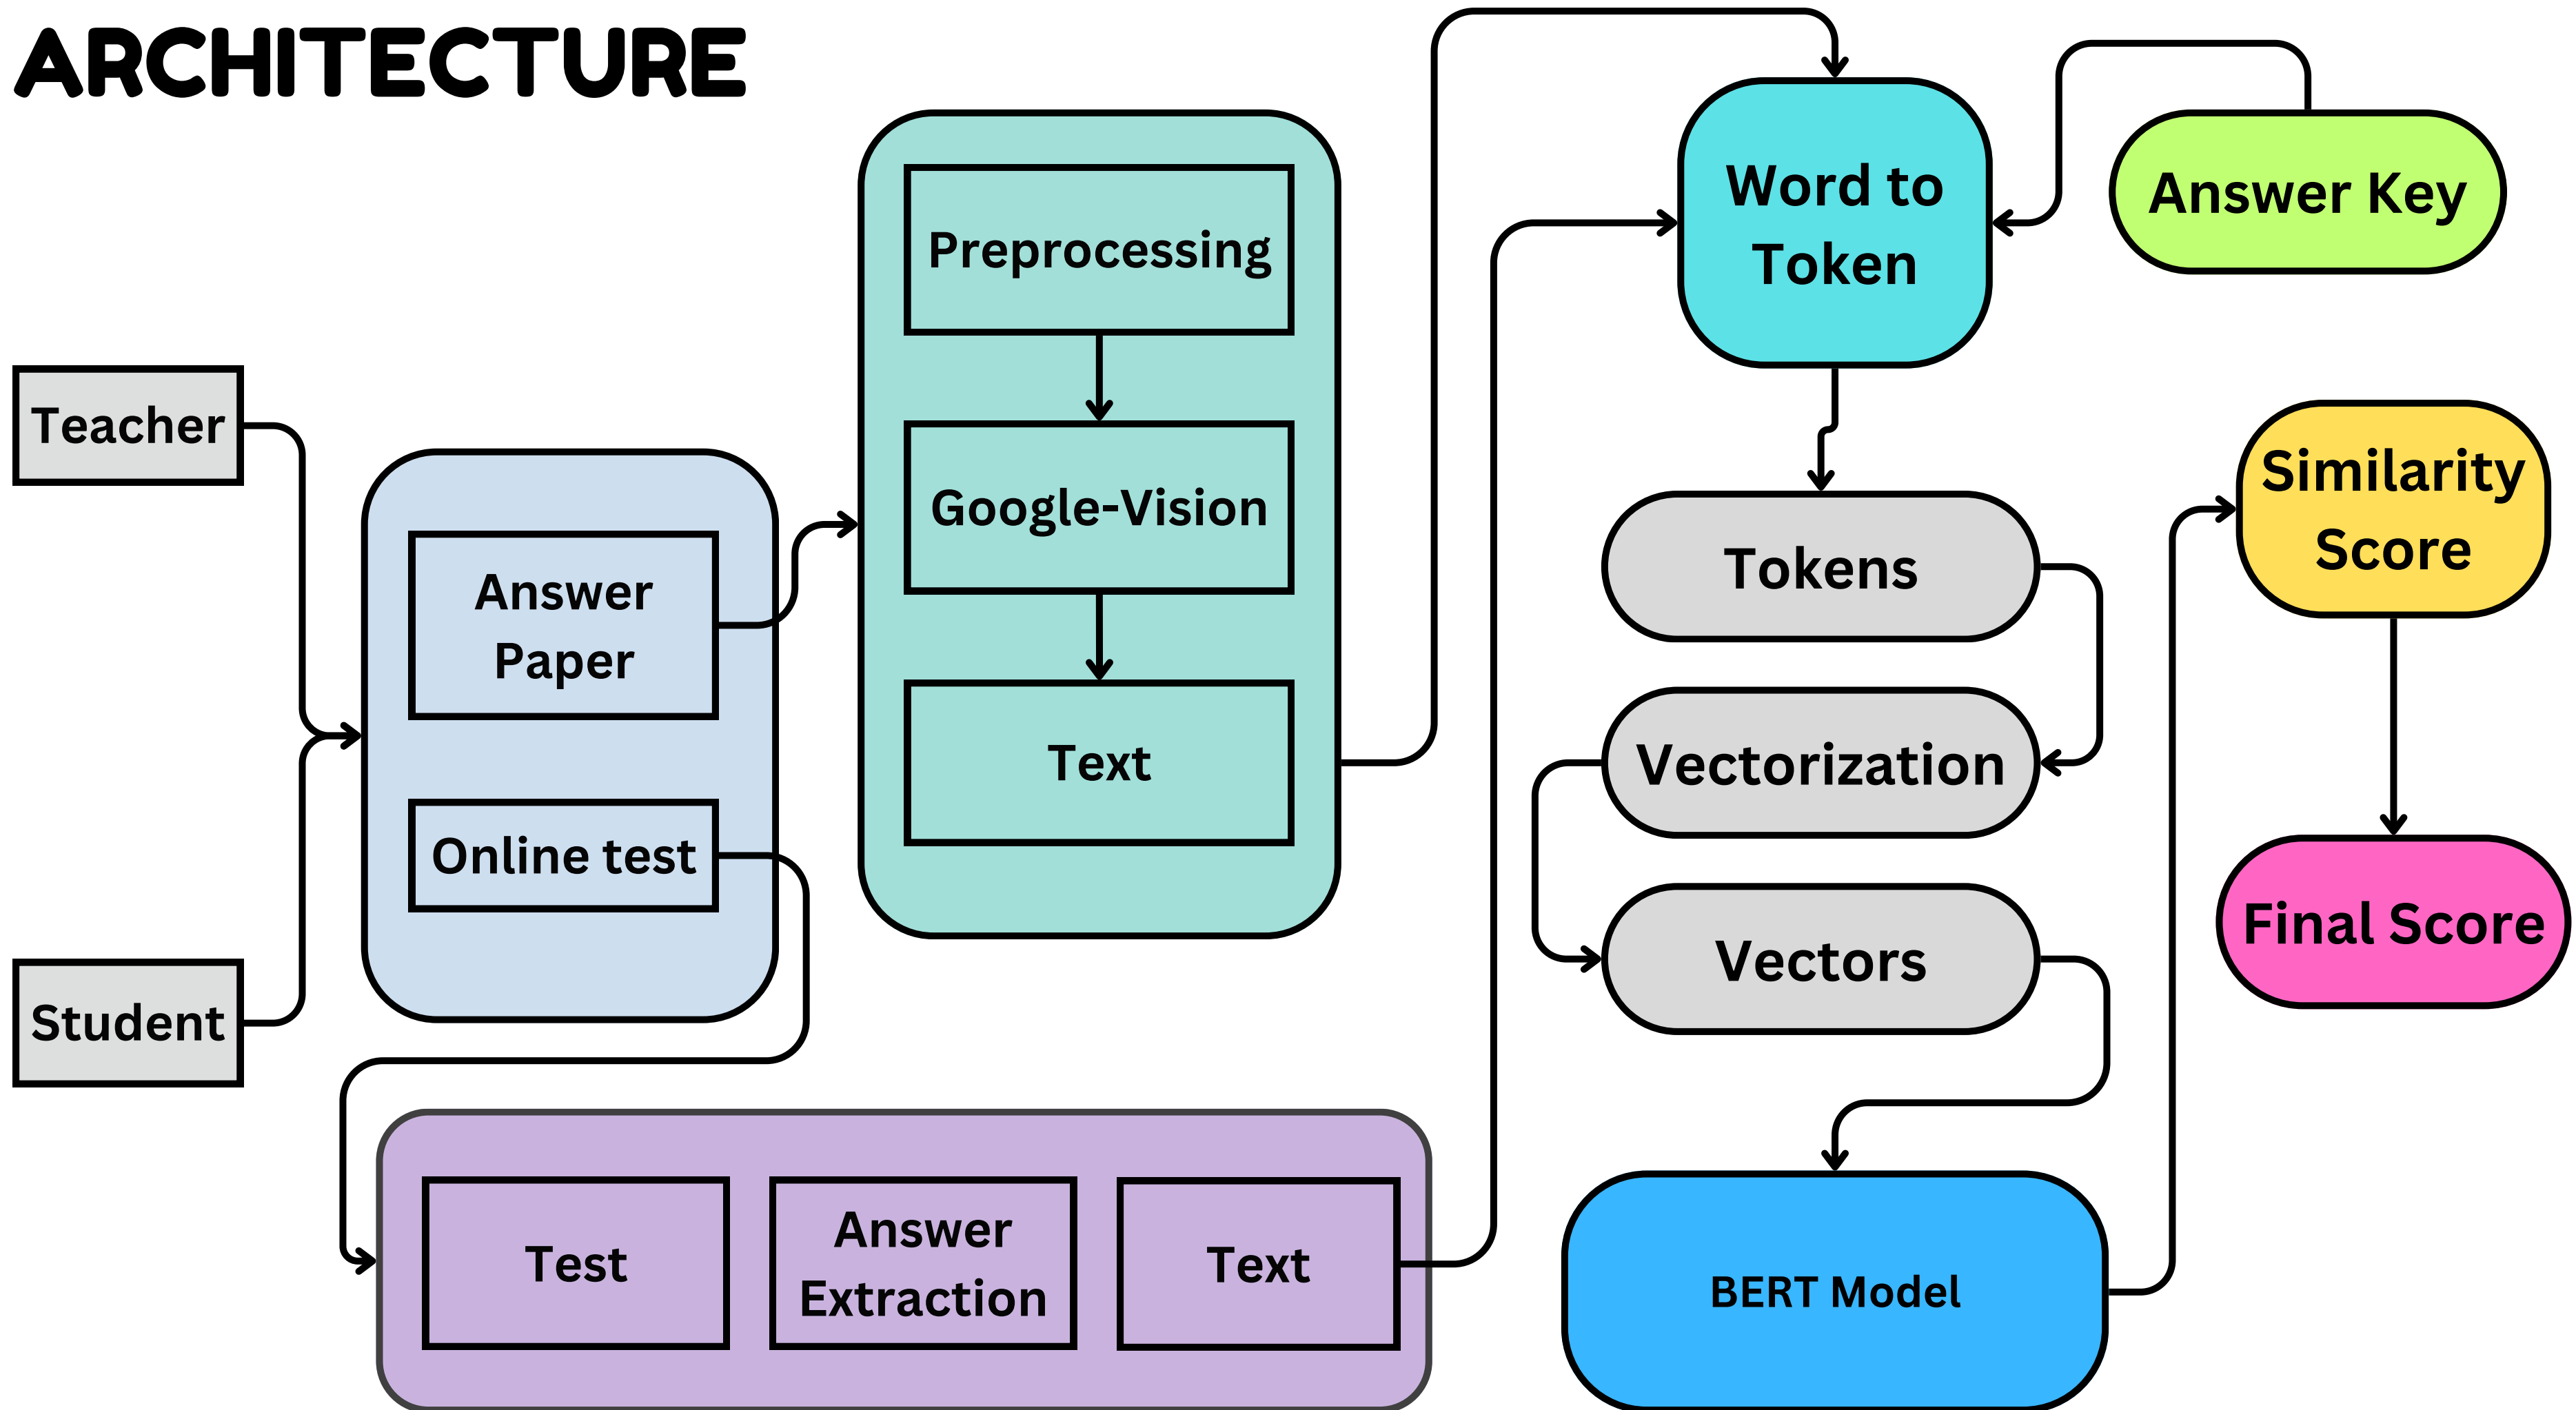 ARCHITECTURE
Teacher
Student
Answer
Paper
Online test
Preprocessing
Google-Vision
Text
Test
Answer
Extraction
Text
Word to
Token
Answer Key
Tokens
Vectorization
Vectors
BERT Model
Similarity
Score
Final Score